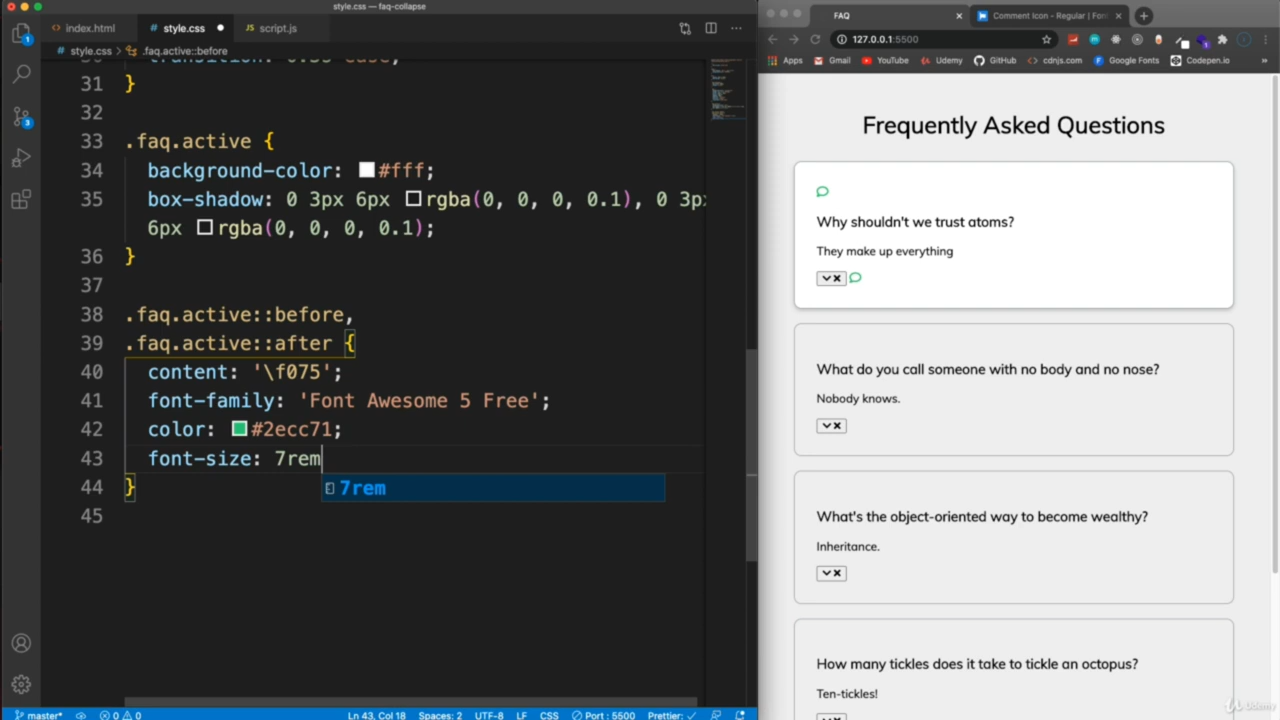 style.css — faq-collapse
index.html
# style.css
JS script.js
# style.css > .faq.active::before
31 }
32
33 .faq.active {
34 background-color: #fff;
35 box-shadow: 0 3px 6px rgba(0, 0, 0, 0.1), 0 3p
6px rgba(0, 0, 0, 0.1);
36 }
37
38 .faq.active::before,
39 .faq.active::after {
40 content: '\f075';
41 font-family: 'Font Awesome 5 Free';
42 color: #2ecc71;
43 font-size: 7rem
7rem
44 }
45
1
3
master* 0 0 Ln 43, Col 18 Spaces: 2 UTF-8 LF CSS Port : 5500 Prettier: ✓
FAQ
Comment Icon - Regular | Fon
127.0.0.1:5500
Apps Gmail YouTube Udemy GitHub cdnjs.com Google Fonts Codepen.io »
Frequently Asked Questions
Why shouldn't we trust atoms?
They make up everything
What do you call someone with no body and no nose?
Nobody knows.
What's the object-oriented way to become wealthy?
Inheritance.
How many tickles does it take to tickle an octopus?
Ten-tickles!
Udemy